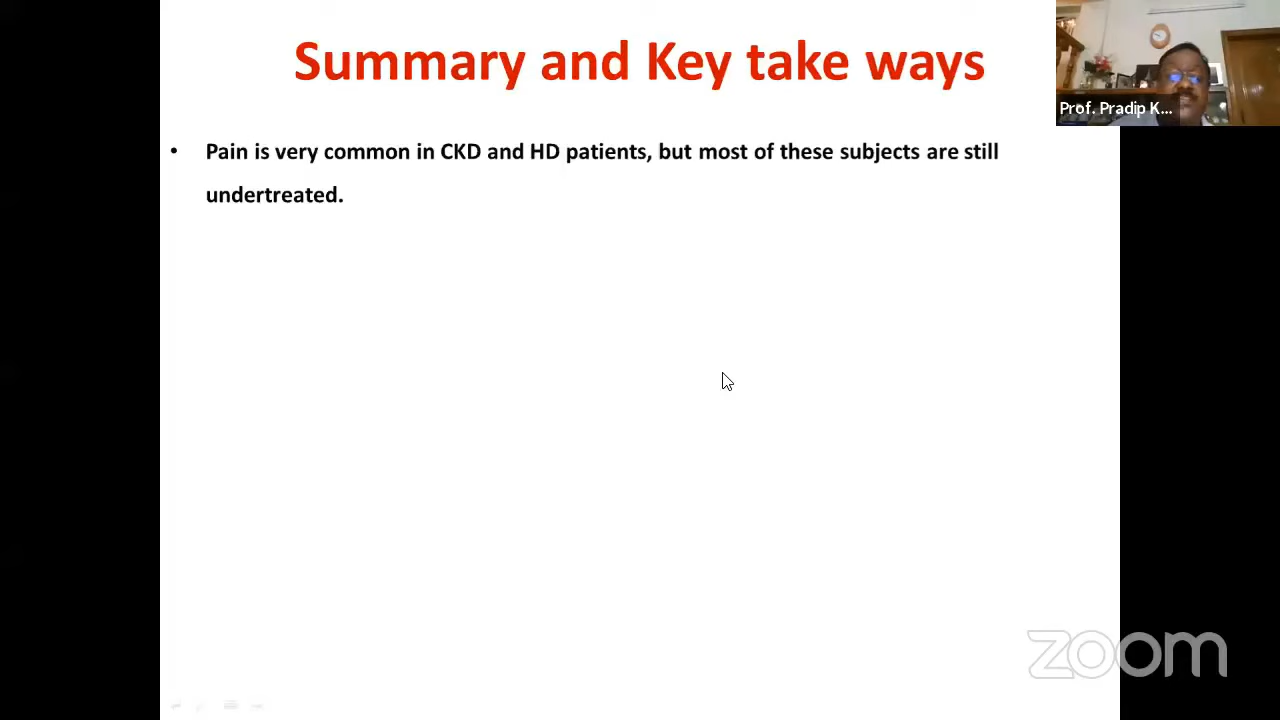 Summary and Key take ways
Prof. Pradip K...
• Pain is very common in CKD and HD patients, but most of these subjects are still
undertreated.
zoom